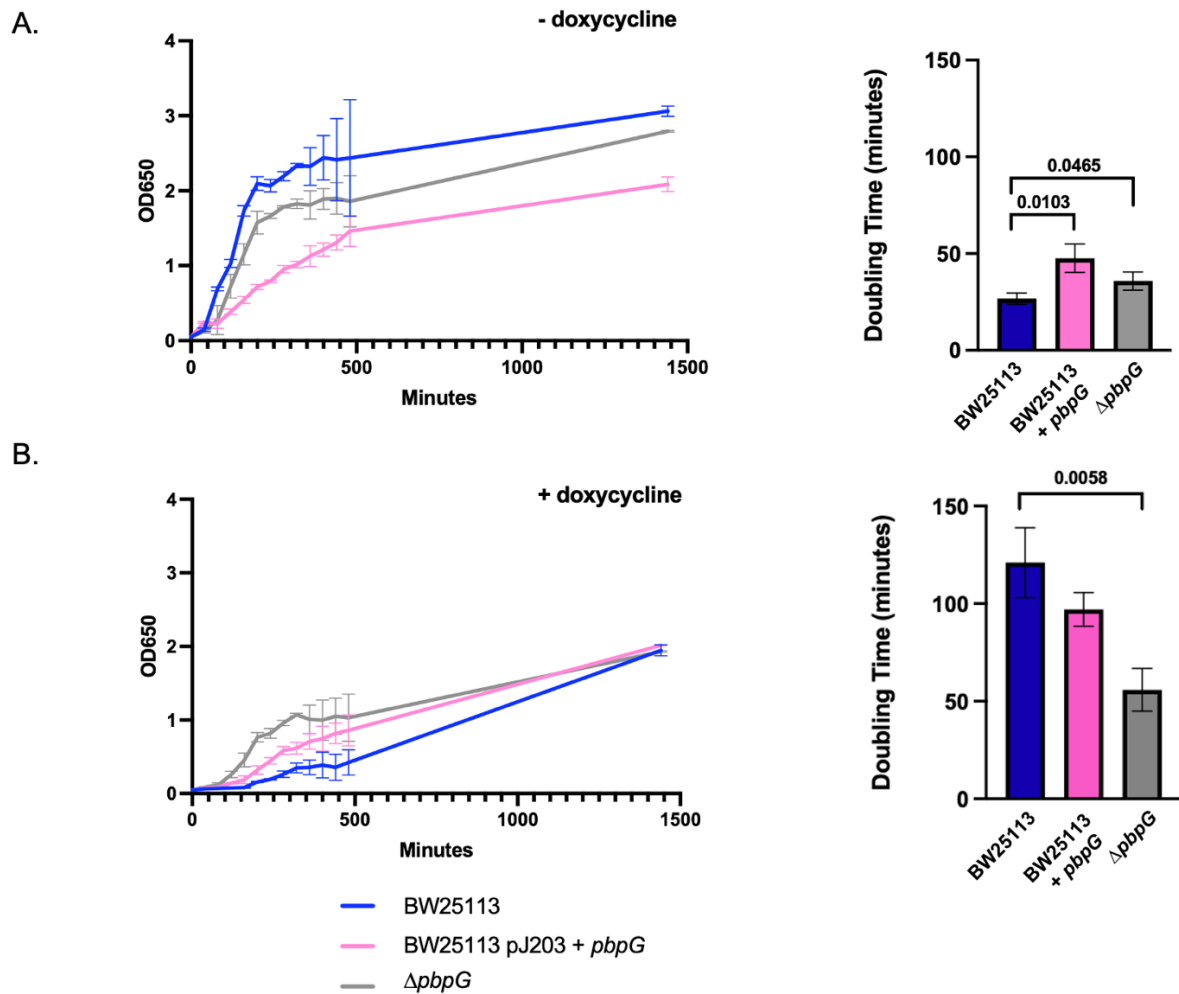 A.
- doxycycline
OD650
4
3
2
1
0
0
500
1000
1500
Minutes
Doubling Time (minutes)
150
100
50
0
0.0465
0.0103
BW25113
BW25113
+ pbpG
ΔpbpG
B.
+ doxycycline
OD650
4
3
2
1
0
0
500
1000
1500
Minutes
Doubling Time (minutes)
150
100
50
0
0.0058
BW25113
BW25113
+ pbpG
ΔpbpG
BW25113
BW25113 pJ203 + pbpG
ΔpbpG